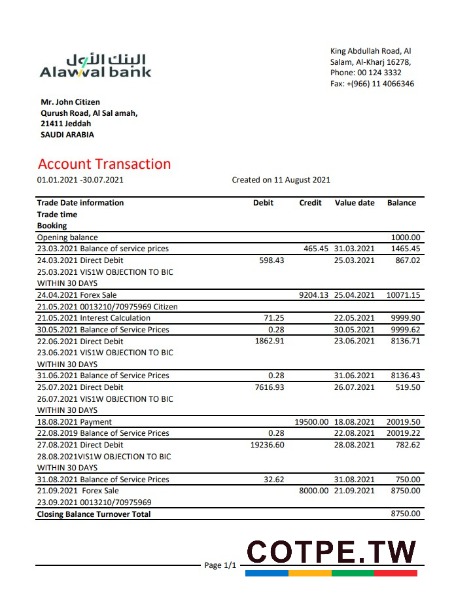 البنك الأول
Alawwal bank
King Abdullah Road, Al
Salam, Al-Kharj 16278,
Phone: 00 124 3332
Fax: +(966) 11 4066346
Mr. John Citizen
Qurush Road, Al Sal amah,
21411 Jeddah
SAUDI ARABIA
Account Transaction
01.01.2021 -30.07.2021 Created on 11 August 2021
Trade Date information Debit Credit Value date Balance
Trade time
Booking
Opening balance 1000.00
23.03.2021 Balance of service prices 465.45 31.03.2021 1465.45
24.03.2021 Direct Debit 598.43 25.03.2021 867.02
25.03.2021 VIS1W OBJECTION TO BIC
WITHIN 30 DAYS
24.04.2021 Forex Sale 9204.13 25.04.2021 10071.15
21.05.2021 0013210/70975969 Citizen
21.05.2021 Interest Calculation 71.25 22.05.2021 9999.90
30.05.2021 Balance of Service Prices 0.28 30.05.2021 9999.62
22.06.2021 Direct Debit 1862.91 23.06.2021 8136.71
23.06.2021 VIS1W OBJECTION TO BIC
WITHIN 30 DAYS
31.06.2021 Balance of Service Prices 0.28 31.06.2021 8136.43
25.07.2021 Direct Debit 7616.93 26.07.2021 519.50
26.07.2021 VIS1W OBJECTION TO BIC
WITHIN 30 DAYS
18.08.2021 Payment 19500.00 18.08.2021 20019.50
22.08.2019 Balance of Service Prices 0.28 22.08.2021 20019.22
27.08.2021 Direct Debit 19236.60 28.08.2021 782.62
28.08.2021VIS1W OBJECTION TO BIC
WITHIN 30 DAYS
31.08.2021 Balance of Service Prices 32.62 31.08.2021 750.00
21.09.2021 Forex Sale 8000.00 21.09.2021 8750.00
23.09.2021 0013210/70975969
Closing Balance Turnover Total 8750.00
Page 1/1
COTPE.TW